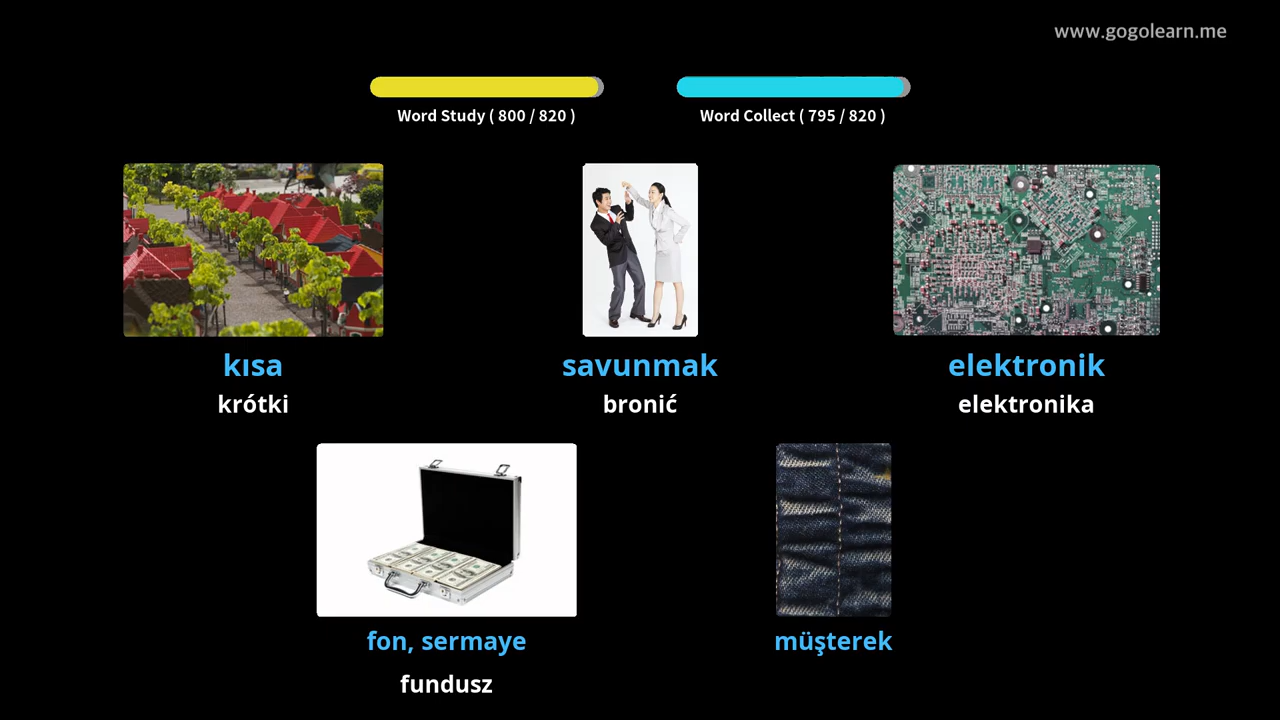 www.gogolearn.me
Word Study ( 800 / 820 )
Word Collect ( 795 / 820 )
kısa
savunmak
elektronik
krótki
bronić
elektronika
fon, sermaye
müşterek
fundusz